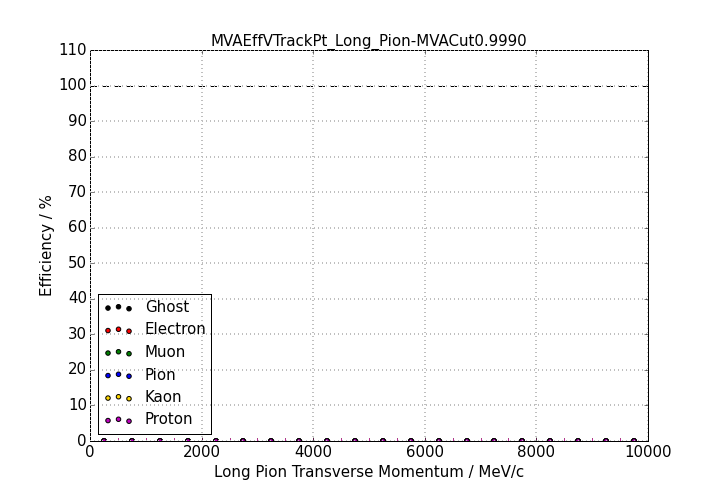 MVAEffVTrackPt_Long_Pion-MVACut0.9990
110
100
90
80
70
60
50
40
30
20
10
0
Efficiency / %
Ghost
Electron
Muon
Pion
Kaon
Proton
0 2000 4000 6000 8000 10000
Long Pion Transverse Momentum / MeV/c